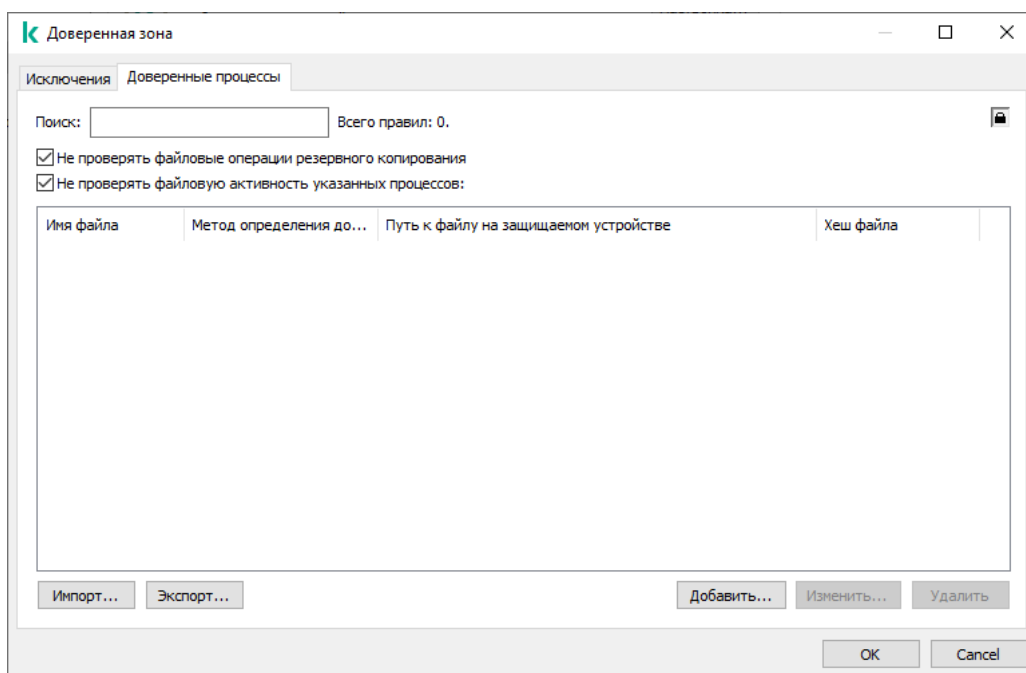 Доверенная зона
Исключения Доверенные процессы
Поиск: Всего правил: 0.
Не проверять файловые операции резервного копирования
Не проверять файловую активность указанных процессов:
Имя файла Метод определения до... Путь к файлу на защищаемом устройстве Хеш файла
Импорт... Экспорт... Добавить... Изменить... Удалить
OK Cancel